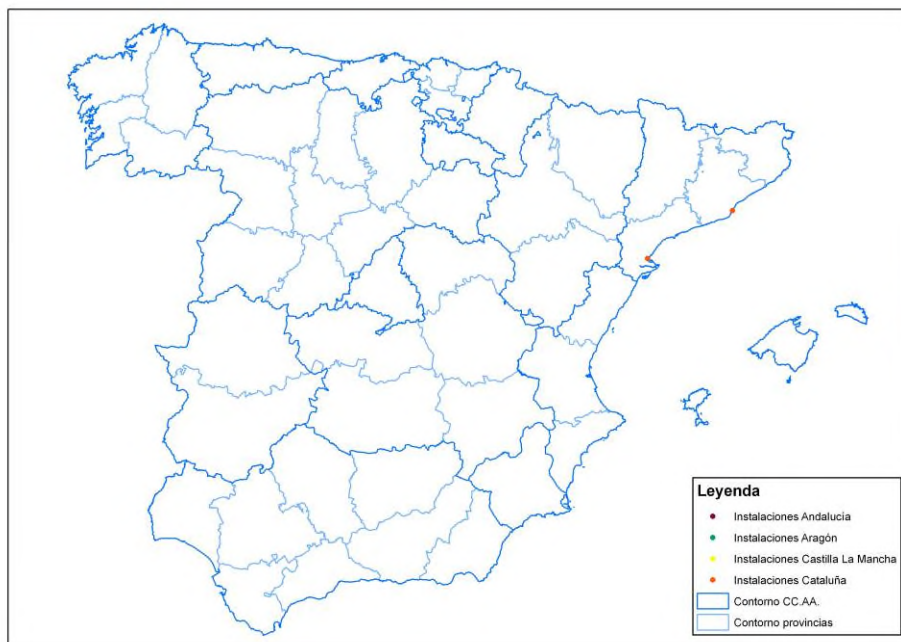 Leyenda
Instalaciones Andalucía
Instalaciones Aragón
Instalaciones Castilla La Mancha
Instalaciones Cataluña
Contorno CC.AA.
Contorno provincias